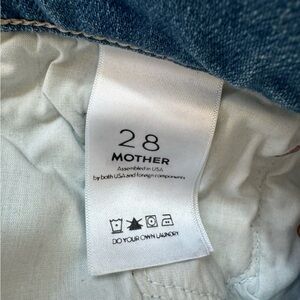 28
MOTHER
Assembled in USA
by both USA and foreign components
DO YOUR OWN LAUNDRY